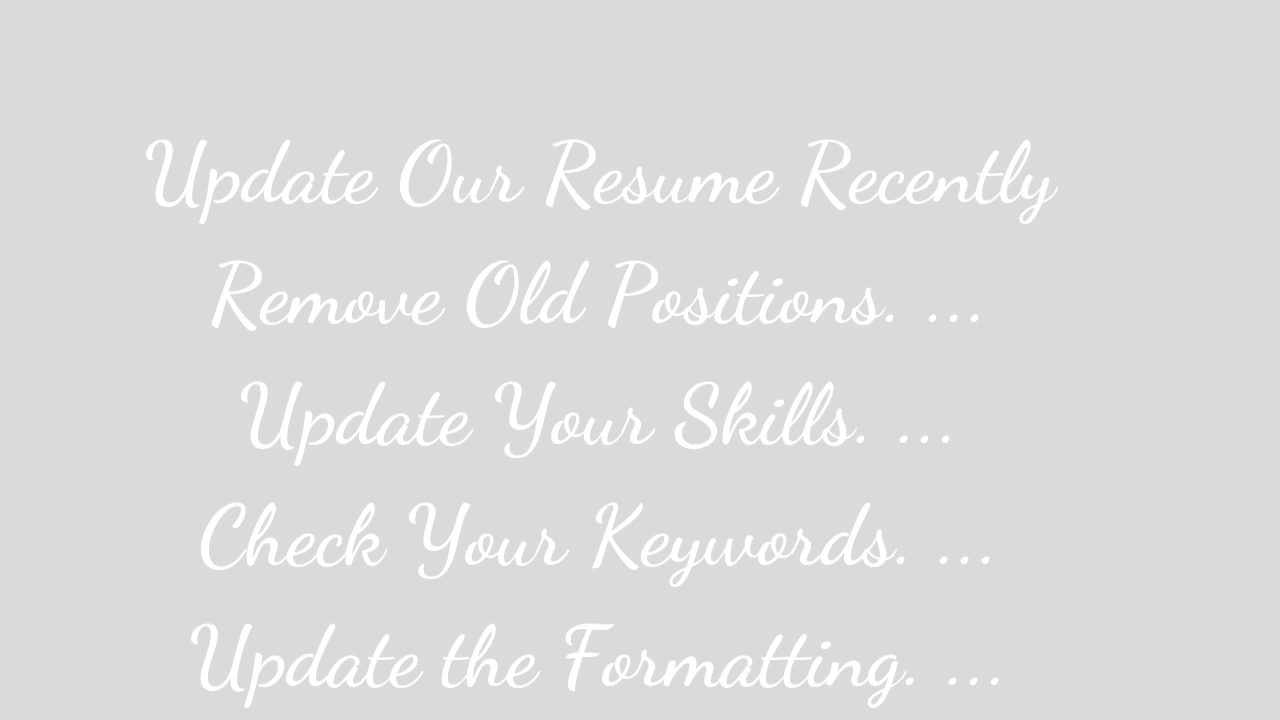 Update Our Resume Recently
Remove Old Positions. ...
Update Your Skills. ...
Check Your Keywords. ...
Update the Formatting. ...